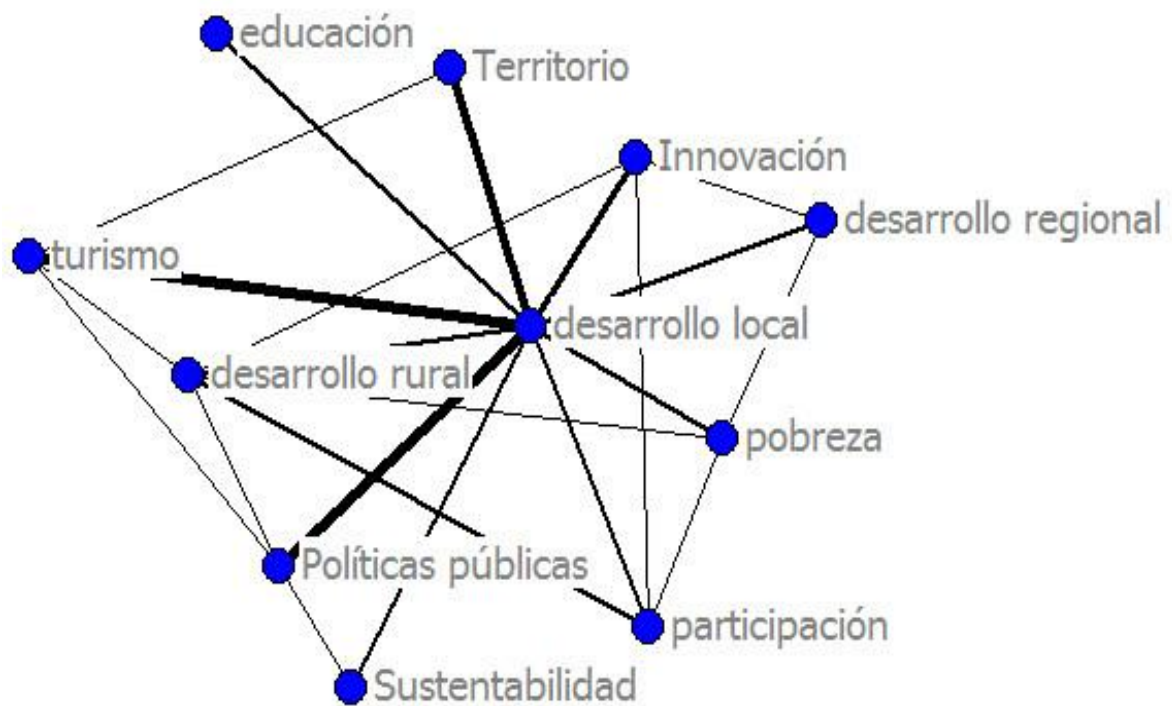 educación
Territorio
Innovación
desarrollo regional
turismo
desarrollo local
desarrollo rural
pobreza
Políticas públicas
participación
Sustentabilidad